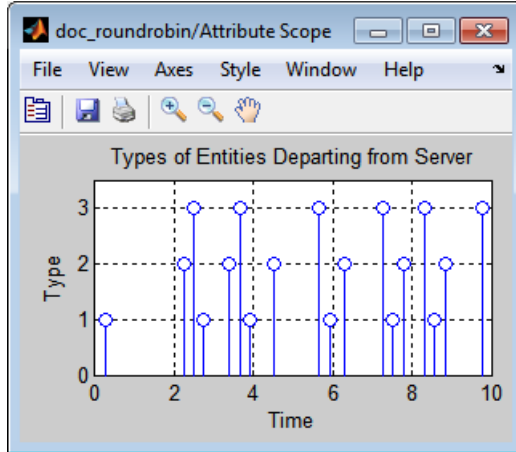 doc_roundrobin/Attribute Scope
File View Axes Style Window Help
Types of Entities Departing from Server
3
2
1
0
Type
0 2 4 6 8 10
Time